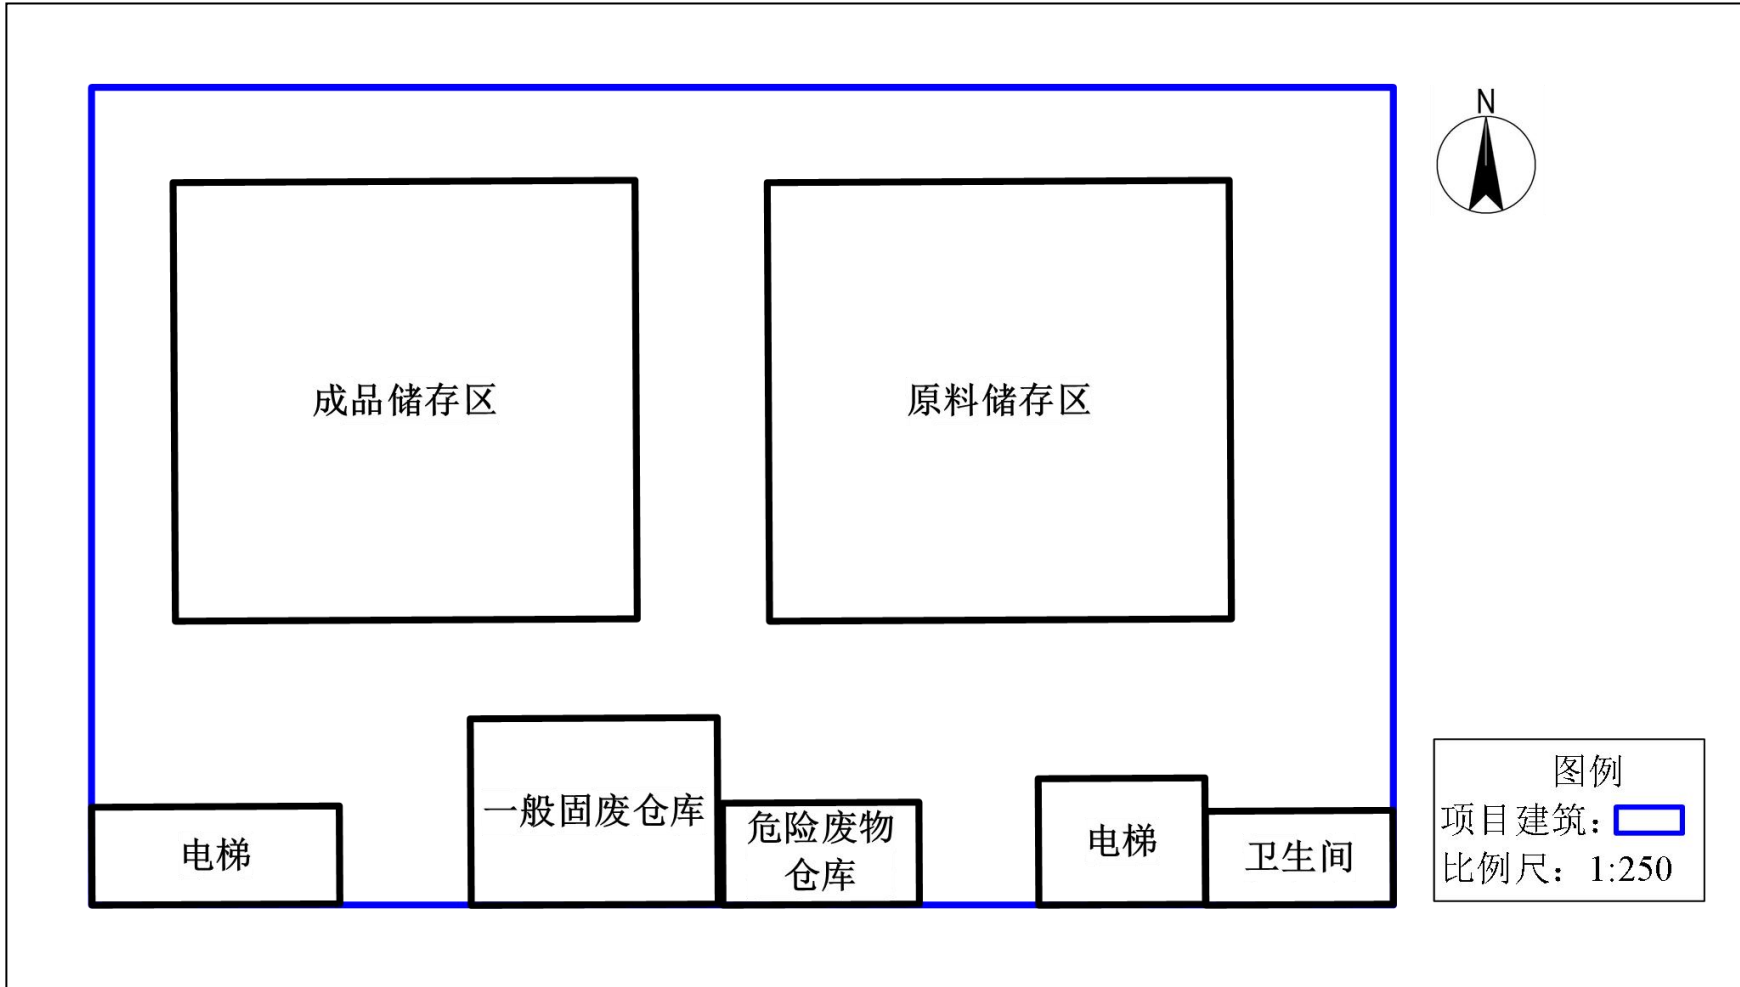 N
成品储存区
原料储存区
一般固废仓库
危险废物
仓库
电梯
电梯
卫生间
图例
项目建筑：
比例尺：1:250